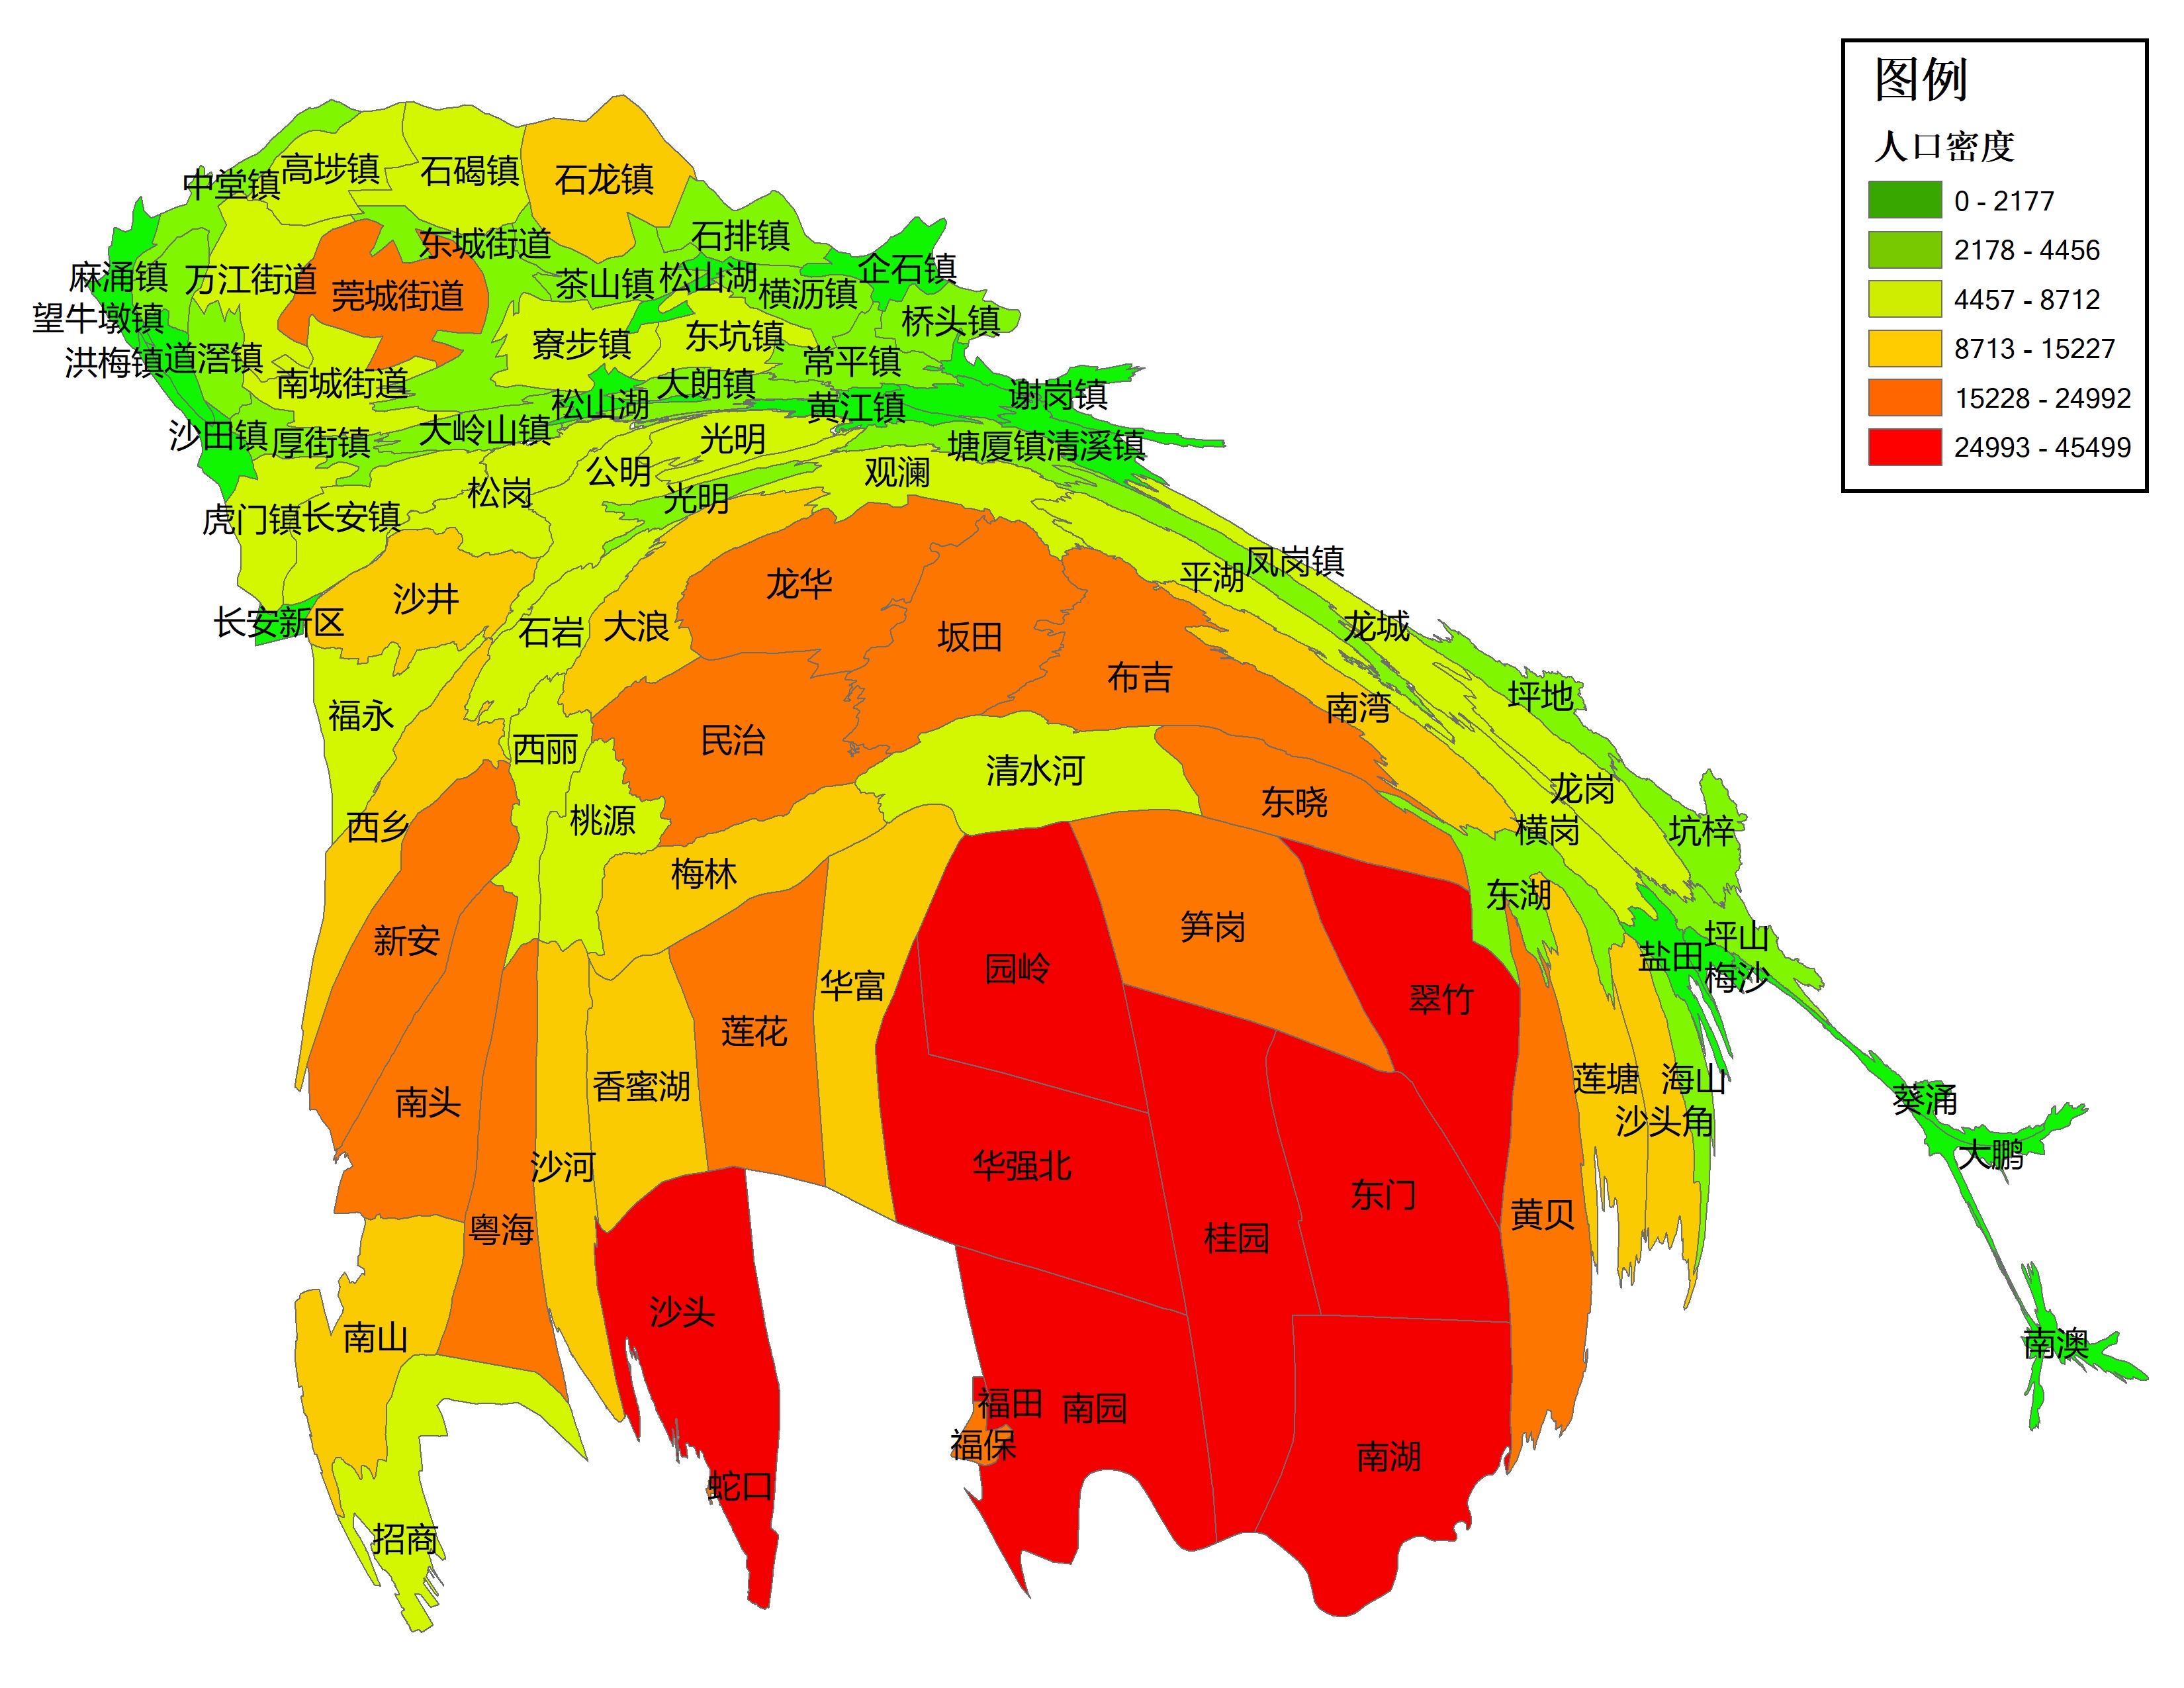 图例
人口密度
0 - 2177
2178 - 4456
4457 - 8712
8713 - 15227
15228 - 24992
24993 - 45499
高埗镇
石碣镇
石龙镇
中堂镇
东城街道
石排镇
麻涌镇
万江街道
莞城街道
茶山镇
松山湖
横沥镇
企石镇
望牛墩镇
桥头镇
洪梅镇
道滘镇
寮步镇
东坑镇
常平镇
南城街道
大朗镇
谢岗镇
松山湖
黄江镇
沙田镇
厚街镇
大岭山镇
光明
塘厦镇
清溪镇
公明
观澜
松岗
光明
虎门镇
长安镇
凤岗镇
龙华
平湖
沙井
长安新区
石岩
大浪
坂田
龙城
布吉
坪地
福永
南湾
西丽
民治
清水河
龙岗
西乡
桃源
东晓
横岗
坑梓
梅林
东湖
新安
笋岗
坪山
盐田
园岭
梅沙
华富
翠竹
莲花
南头
香蜜湖
莲塘
海山
葵涌
沙头角
大鹏
沙河
华强北
东门
粤海
桂园
黄贝
沙头
南山
南澳
福田
南园
福保
南湖
蛇口
招商